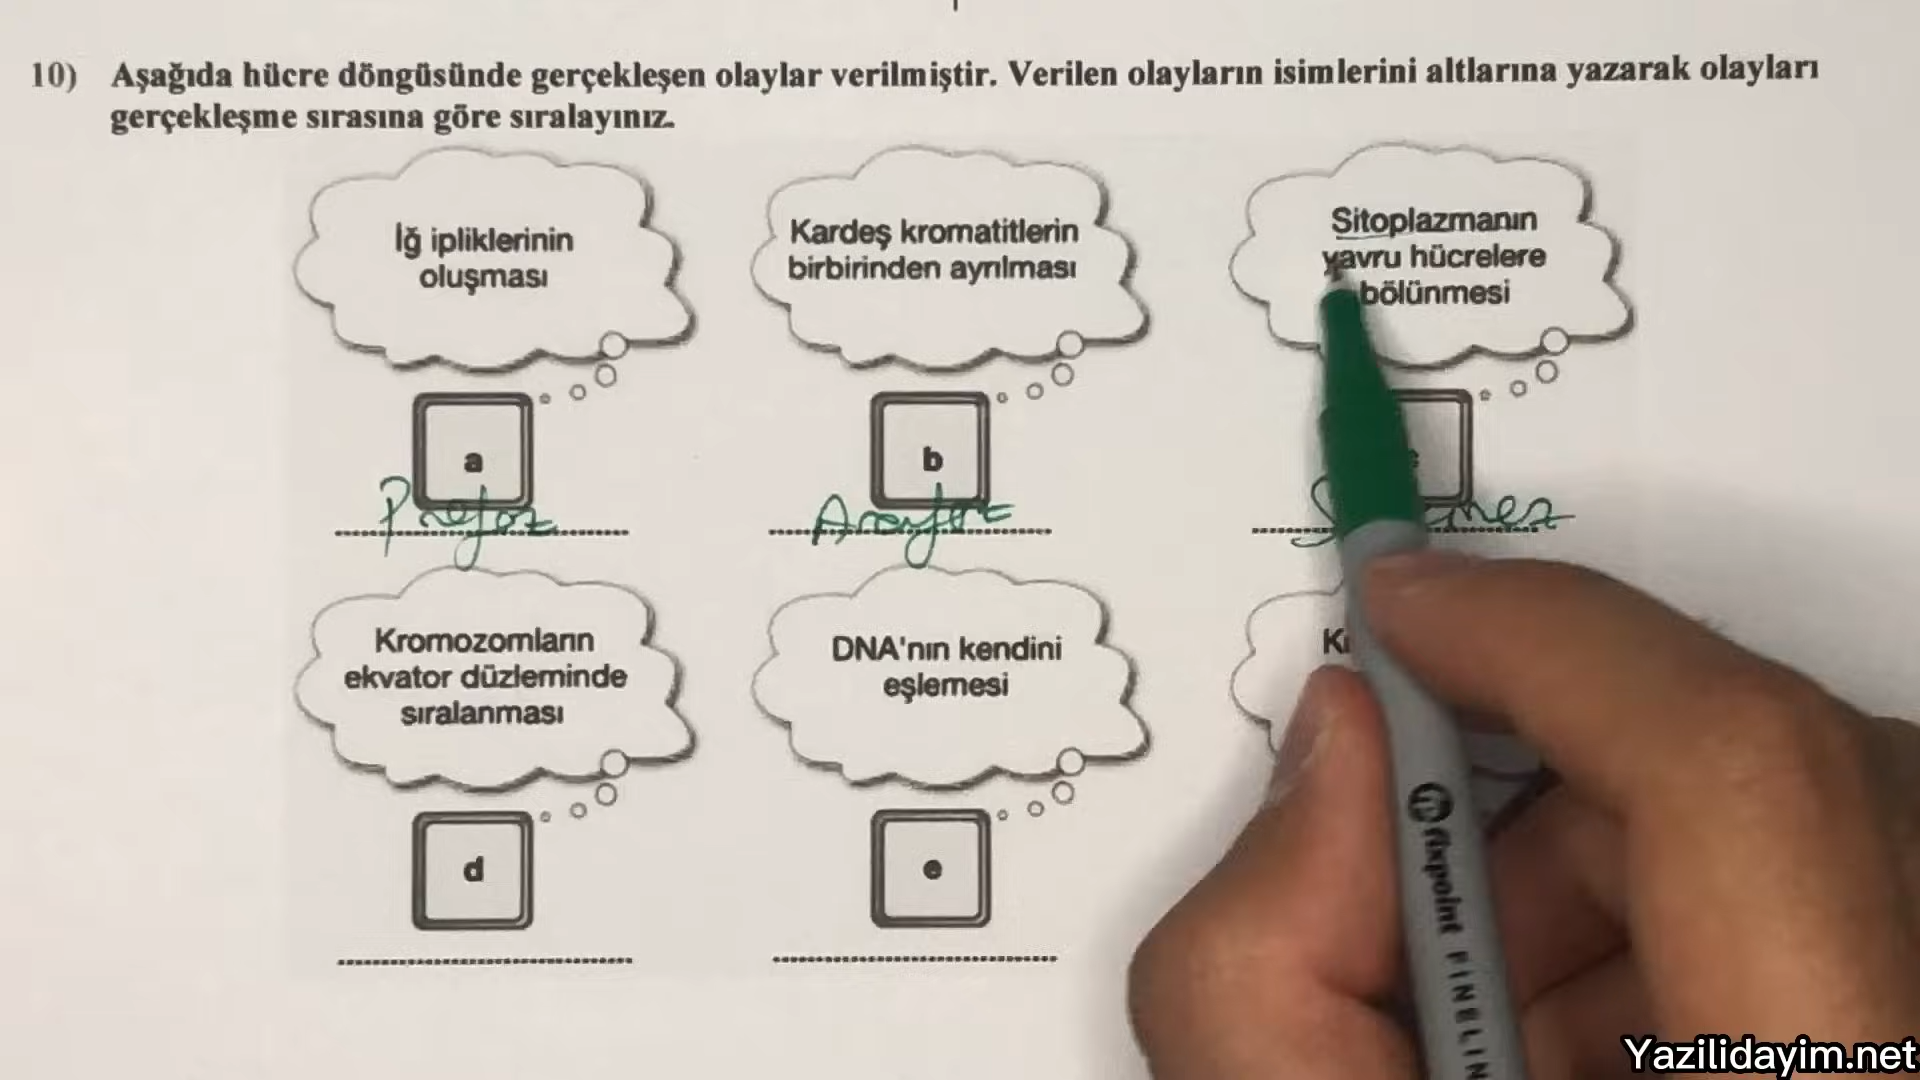 10) Aşağıda hücre döngüsünde gerçekleşen olaylar verilmiştir. Verilen olayların isimlerini altlarına yazarak olayları
gerçekleşme sırasına göre sıralayınız.
İğ ipliklerinin
oluşması
Kardeş kromatitlerin
birbirinden ayrılması
Sitoplazmanın
yavru hücrelere
bölünmesi
a
b
Profaz
Anafaz
Kromozomların
ekvator düzleminde
sıralanması
DNA'nın kendini
eşlemesi
d
e
fixpoint FINELIN
Yazilidayim.net